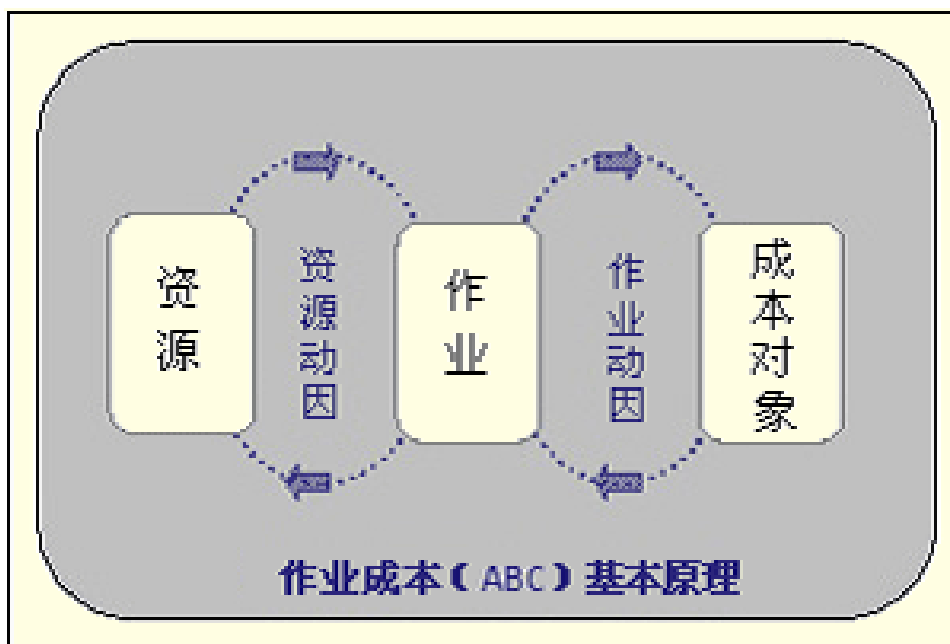 资源
资源动因
作业
作业动因
成本对象
作业成本（ABC）基本原理